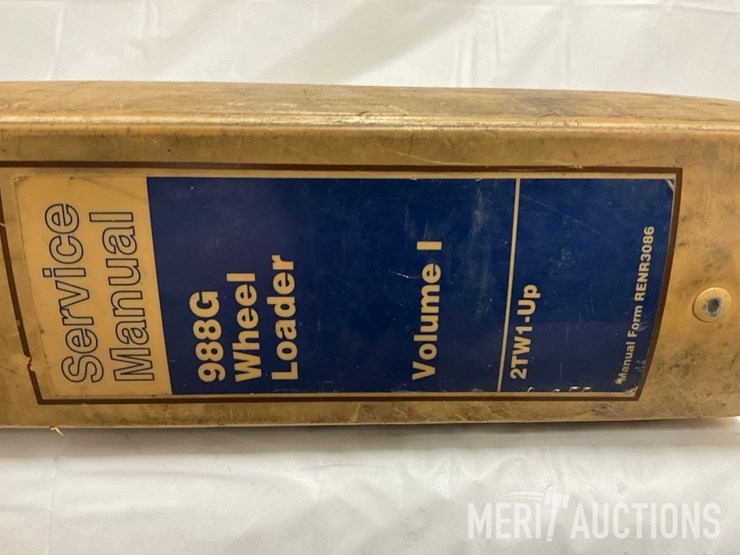 Service
Manual
988G
Wheel
Loader
Volume I
2TW1-Up
*Manual Form RENR3086
MERIT AUCTIONS